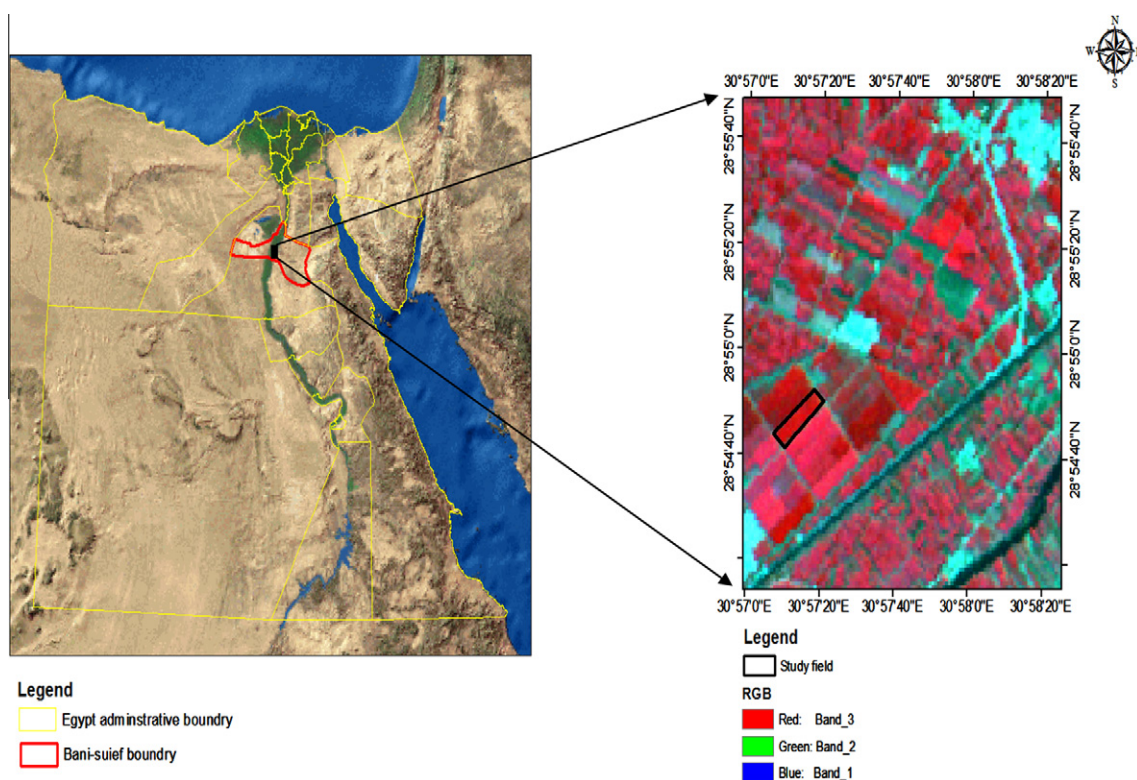 N
W E
S
30°57'0"E 30°57'20"E 30°57'40"E 30°58'0"E 30°58'20"E
28°55'40"N
28°55'20"N
28°55'0"N
28°54'40"N
28°55'40"N
28°55'20"N
28°55'0"N
28°54'40"N
30°57'0"E 30°57'20"E 30°57'40"E 30°58'0"E 30°58'20"E
Legend
Egypt adminstrative boundry
Bani-suief boundry
Legend
Study field
RGB
Red: Band_3
Green: Band_2
Blue: Band_1